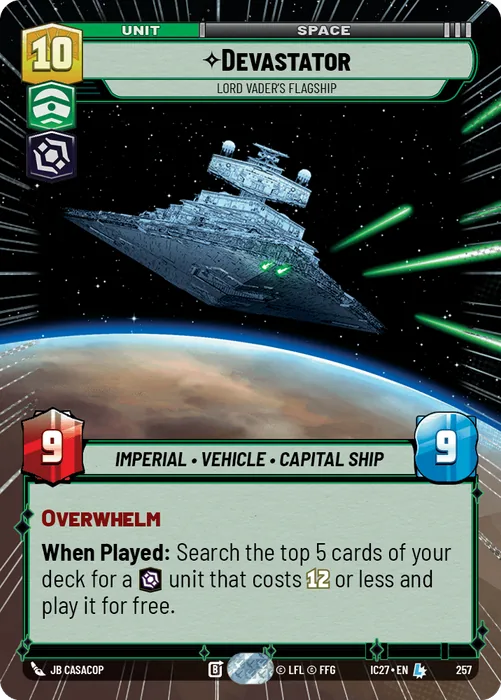 10
UNIT
SPACE
✧DEVASTATOR
LORD VADER'S FLAGSHIP
9
IMPERIAL • VEHICLE • CAPITAL SHIP
9
OVERWHELM
When Played: Search the top 5 cards of your
deck for a unit that costs 12 or less and
play it for free.
JB CASACOP
B
© LFL © FFG
IC27 • EN
L
257